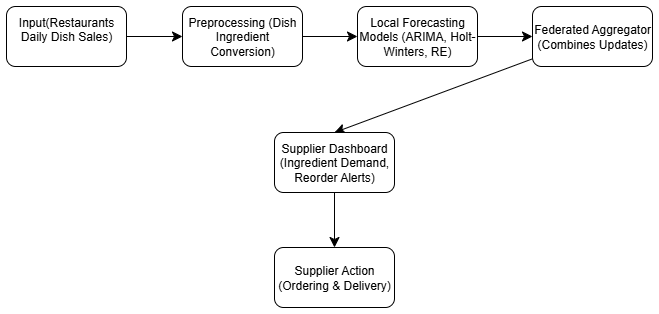 Input(Restaurants
Daily Dish Sales)
Preprocessing (Dish
Ingredient
Conversion)
Local Forecasting
Models (ARIMA, Holt-
Winters, RE)
Federated Aggregator
(Combines Updates)
Supplier Dashboard
(Ingredient Demand,
Reorder Alerts)
Supplier Action
(Ordering & Delivery)